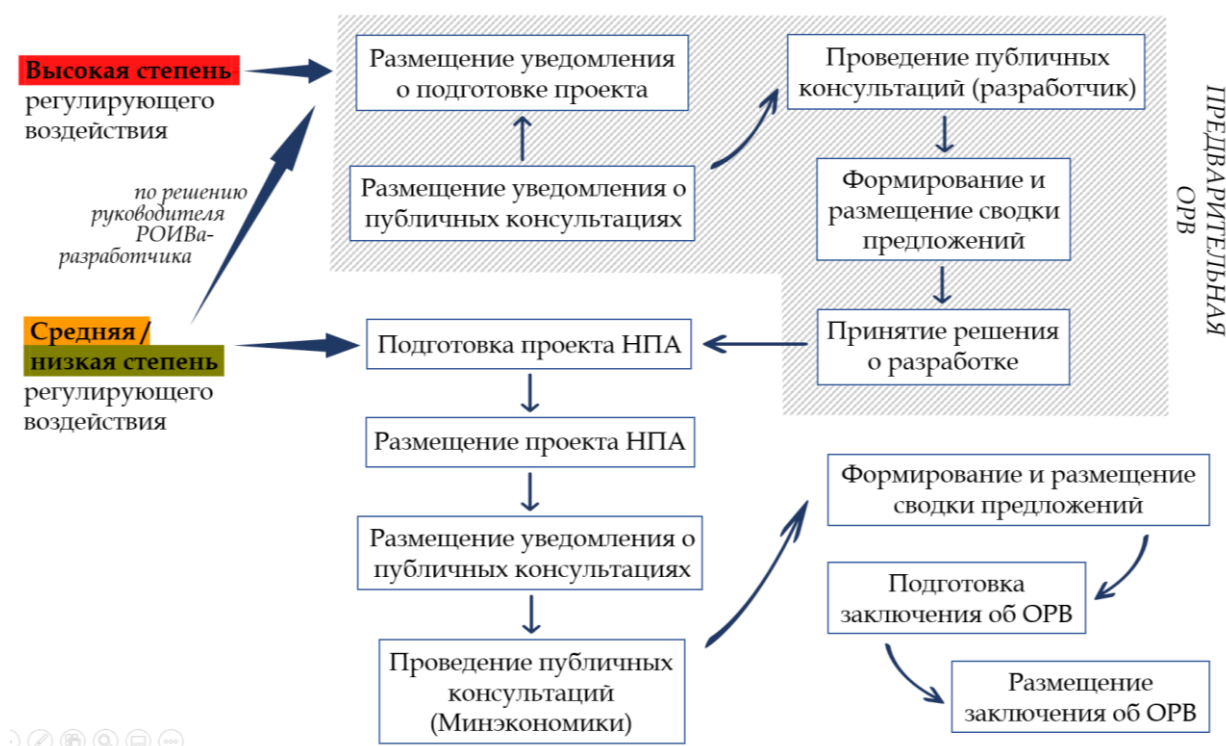 Высокая степень
регулирующего
воздействия
по решению
руководителя
РОИВа-
разработчика
Средняя /
низкая степень
регулирующего
воздействия
Размещение уведомления
о подготовке проекта
Размещение уведомления о
публичных консультациях
Проведение публичных
консультаций (разработчик)
Формирование и
размещение сводки
предложений
Принятие решения
о разработке
ПРЕДВАРИТЕЛЬНАЯ
ОРВ
Подготовка проекта НПА
Размещение проекта НПА
Размещение уведомления о
публичных консультациях
Проведение публичных
консультаций
(Минэкономики)
Формирование и размещение
сводки предложений
Подготовка
заключения об ОРВ
Размещение
заключения об ОРВ